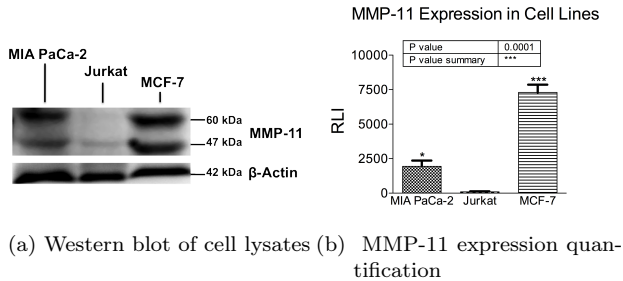 MIA PaCa-2
Jurkat
MCF-7
60 kDa
MMP-11
47 kDa
42 kDa β-Actin
(a) Western blot of cell lysates
MMP-11 Expression in Cell Lines
P value 0.0001
P value summary ***
10000
7500
5000
2500
0
RLI
*
***
MIA PaCa-2 Jurkat MCF-7
(b) MMP-11 expression quan-
tification